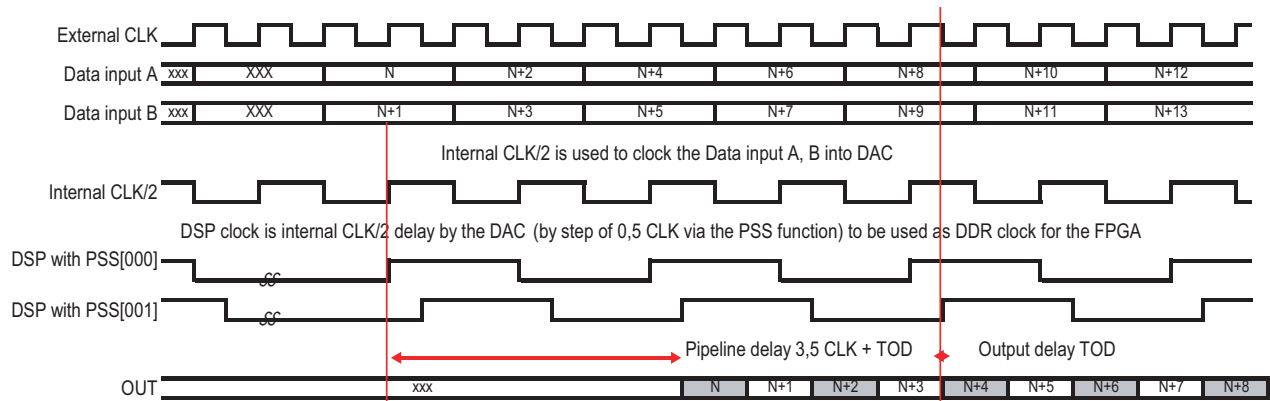 External CLK
Data input A xxx XXX N N+2 N+4 N+6 N+8 N+10 N+12
Data input B xxx XXX N+1 N+3 N+5 N+7 N+9 N+11 N+13
Internal CLK/2 is used to clock the Data input A, B into DAC
Internal CLK/2
DSP clock is internal CLK/2 delay by the DAC (by step of 0,5 CLK via the PSS function) to be used as DDR clock for the FPGA
DSP with PSS[000]
DSP with PSS[001]
Pipeline delay 3,5 CLK + TOD Output delay TOD
OUT xxx N N+1 N+2 N+3 N+4 N+5 N+6 N+7 N+8